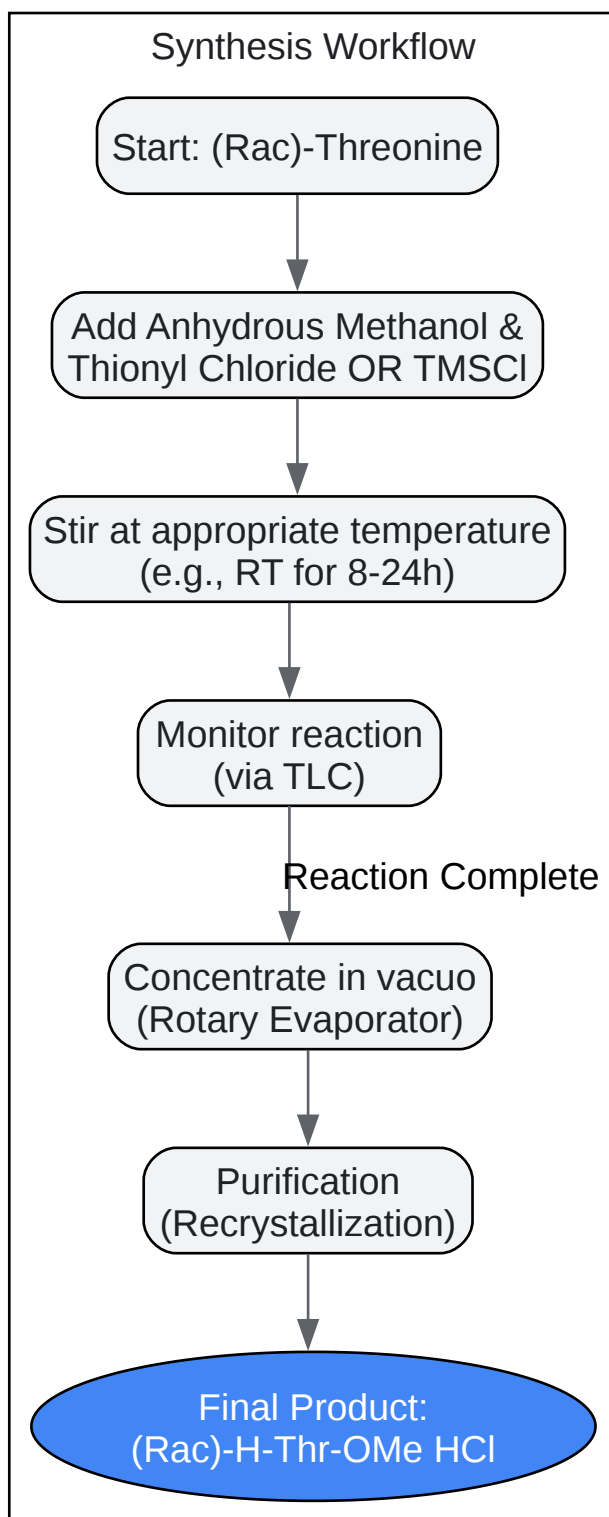 Synthesis Workflow
Start: (Rac)-Threonine
Add Anhydrous Methanol &
Thionyl Chloride OR TMSCl
Stir at appropriate temperature
(e.g., RT for 8-24h)
Monitor reaction
(via TLC)
Reaction Complete
Concentrate in vacuo
(Rotary Evaporator)
Purification
(Recrystallization)
Final Product:
(Rac)-H-Thr-OMe HCl